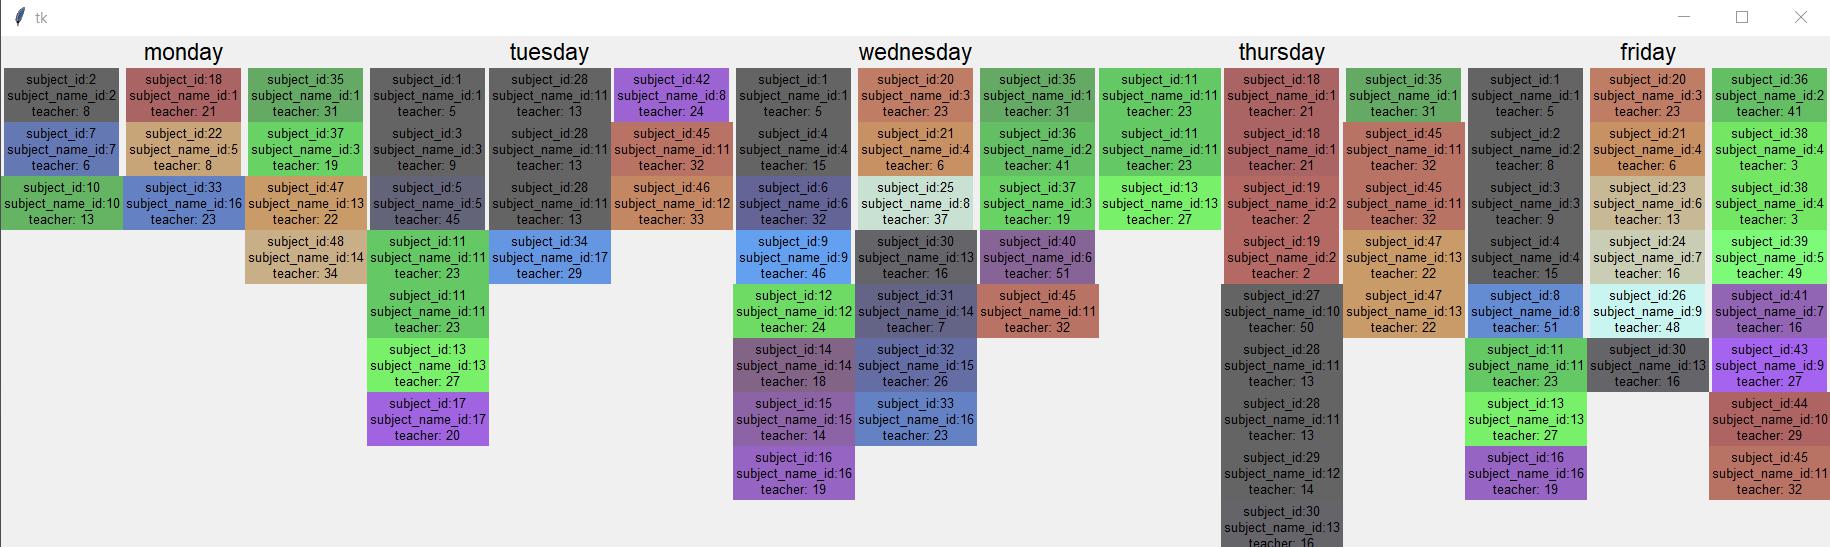 tk
monday
subject_id:2
subject_name_id:2
teacher: 8
subject_id:7
subject_name_id:7
teacher: 6
subject_id:10
subject_name_id:10
teacher: 13
subject_id:18
subject_name_id:1
teacher: 21
subject_id:22
subject_name_id:5
teacher: 8
subject_id:33
subject_name_id:16
teacher: 23
subject_id:35
subject_name_id:1
teacher: 31
subject_id:37
subject_name_id:3
teacher: 19
subject_id:47
subject_name_id:13
teacher: 22
subject_id:48
subject_name_id:14
teacher: 34
tuesday
subject_id:1
subject_name_id:1
teacher: 5
subject_id:3
subject_name_id:3
teacher: 9
subject_id:5
subject_name_id:5
teacher: 45
subject_id:11
subject_name_id:11
teacher: 23
subject_id:11
subject_name_id:11
teacher: 23
subject_id:13
subject_name_id:13
teacher: 27
subject_id:17
subject_name_id:17
teacher: 20
subject_id:28
subject_name_id:11
teacher: 13
subject_id:28
subject_name_id:11
teacher: 13
subject_id:28
subject_name_id:11
teacher: 13
subject_id:34
subject_name_id:17
teacher: 29
subject_id:42
subject_name_id:8
teacher: 24
subject_id:45
subject_name_id:11
teacher: 32
subject_id:46
subject_name_id:12
teacher: 33
wednesday
subject_id:1
subject_name_id:1
teacher: 5
subject_id:4
subject_name_id:4
teacher: 15
subject_id:6
subject_name_id:6
teacher: 32
subject_id:9
subject_name_id:9
teacher: 46
subject_id:12
subject_name_id:12
teacher: 24
subject_id:14
subject_name_id:14
teacher: 18
subject_id:15
subject_name_id:15
teacher: 14
subject_id:16
subject_name_id:16
teacher: 19
subject_id:20
subject_name_id:3
teacher: 23
subject_id:21
subject_name_id:4
teacher: 6
subject_id:25
subject_name_id:8
teacher: 37
subject_id:30
subject_name_id:13
teacher: 16
subject_id:31
subject_name_id:14
teacher: 7
subject_id:32
subject_name_id:15
teacher: 26
subject_id:33
subject_name_id:16
teacher: 23
subject_id:35
subject_name_id:1
teacher: 31
subject_id:36
subject_name_id:2
teacher: 41
subject_id:37
subject_name_id:3
teacher: 19
subject_id:40
subject_name_id:6
teacher: 51
subject_id:45
subject_name_id:11
teacher: 32
thursday
subject_id:11
subject_name_id:11
teacher: 23
subject_id:11
subject_name_id:11
teacher: 23
subject_id:13
subject_name_id:13
teacher: 27
subject_id:18
subject_name_id:1
teacher: 21
subject_id:18
subject_name_id:1
teacher: 21
subject_id:19
subject_name_id:2
teacher: 2
subject_id:19
subject_name_id:2
teacher: 2
subject_id:27
subject_name_id:10
teacher: 50
subject_id:28
subject_name_id:11
teacher: 13
subject_id:28
subject_name_id:11
teacher: 13
subject_id:29
subject_name_id:12
teacher: 14
subject_id:30
subject_name_id:13
teacher: 16
subject_id:35
subject_name_id:1
teacher: 31
subject_id:45
subject_name_id:11
teacher: 32
subject_id:45
subject_name_id:11
teacher: 32
subject_id:47
subject_name_id:13
teacher: 22
subject_id:47
subject_name_id:13
teacher: 22
friday
subject_id:1
subject_name_id:1
teacher: 5
subject_id:2
subject_name_id:2
teacher: 8
subject_id:3
subject_name_id:3
teacher: 9
subject_id:4
subject_name_id:4
teacher: 15
subject_id:8
subject_name_id:8
teacher: 51
subject_id:11
subject_name_id:11
teacher: 23
subject_id:13
subject_name_id:13
teacher: 27
subject_id:16
subject_name_id:16
teacher: 19
subject_id:20
subject_name_id:3
teacher: 23
subject_id:21
subject_name_id:4
teacher: 6
subject_id:23
subject_name_id:6
teacher: 13
subject_id:24
subject_name_id:7
teacher: 16
subject_id:26
subject_name_id:9
teacher: 48
subject_id:30
subject_name_id:13
teacher: 16
subject_id:36
subject_name_id:2
teacher: 41
subject_id:38
subject_name_id:4
teacher: 3
subject_id:38
subject_name_id:4
teacher: 3
subject_id:39
subject_name_id:5
teacher: 49
subject_id:41
subject_name_id:7
teacher: 16
subject_id:43
subject_name_id:9
teacher: 27
subject_id:44
subject_name_id:10
teacher: 29
subject_id:45
subject_name_id:11
teacher: 32